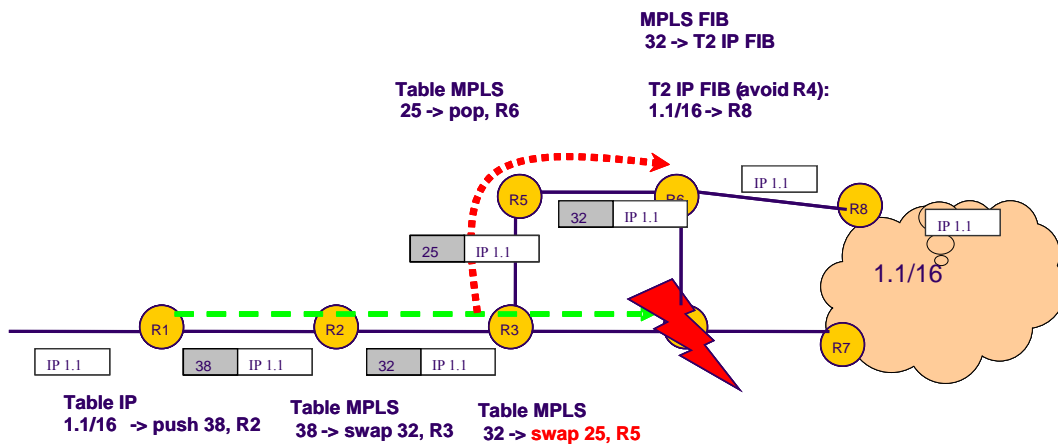 MPLS FIB
32 -> T2 IP FIB
Table MPLS
25 -> pop, R6
T2 IP FIB (avoid R4):
1.1/16 -> R8
IP 1.1
R5
R6
R8
32 IP 1.1
IP 1.1
25 IP 1.1
1.1/16
R1
R2
R3
R7
IP 1.1
38 IP 1.1
32 IP 1.1
Table IP
1.1/16 -> push 38, R2
Table MPLS
38 -> swap 32, R3
Table MPLS
32 -> swap 25, R5